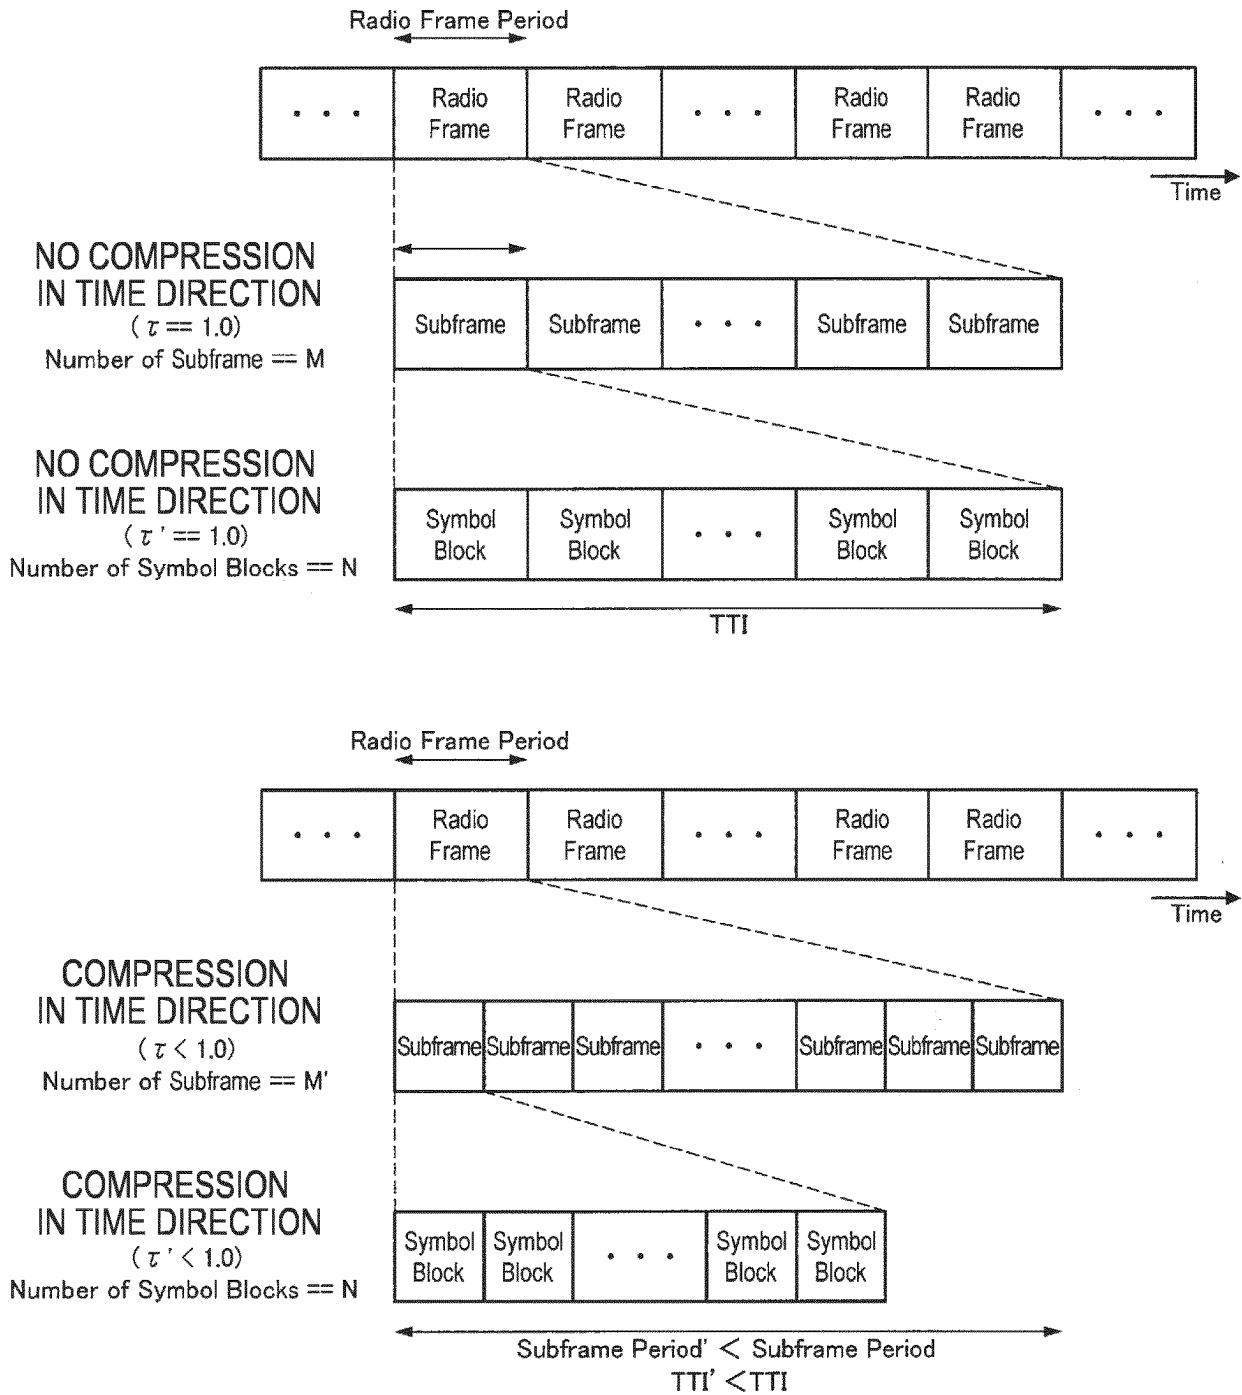 Radio Frame Period
· · · Radio Frame Radio Frame · · · Radio Frame Radio Frame · · ·
Time
NO COMPRESSION
IN TIME DIRECTION
( τ == 1.0)
Number of Subframe == M
Subframe Subframe · · · Subframe Subframe
NO COMPRESSION
IN TIME DIRECTION
( τ ' == 1.0)
Number of Symbol Blocks == N
Symbol Block Symbol Block · · · Symbol Block Symbol Block
TTI
Radio Frame Period
· · · Radio Frame Radio Frame · · · Radio Frame Radio Frame · · ·
Time
COMPRESSION
IN TIME DIRECTION
( τ < 1.0)
Number of Subframe == M'
Subframe Subframe Subframe · · · Subframe Subframe Subframe
COMPRESSION
IN TIME DIRECTION
( τ ' < 1.0)
Number of Symbol Blocks == N
Symbol Block Symbol Block · · · Symbol Block Symbol Block
Subframe Period' < Subframe Period
TTI' <TTI